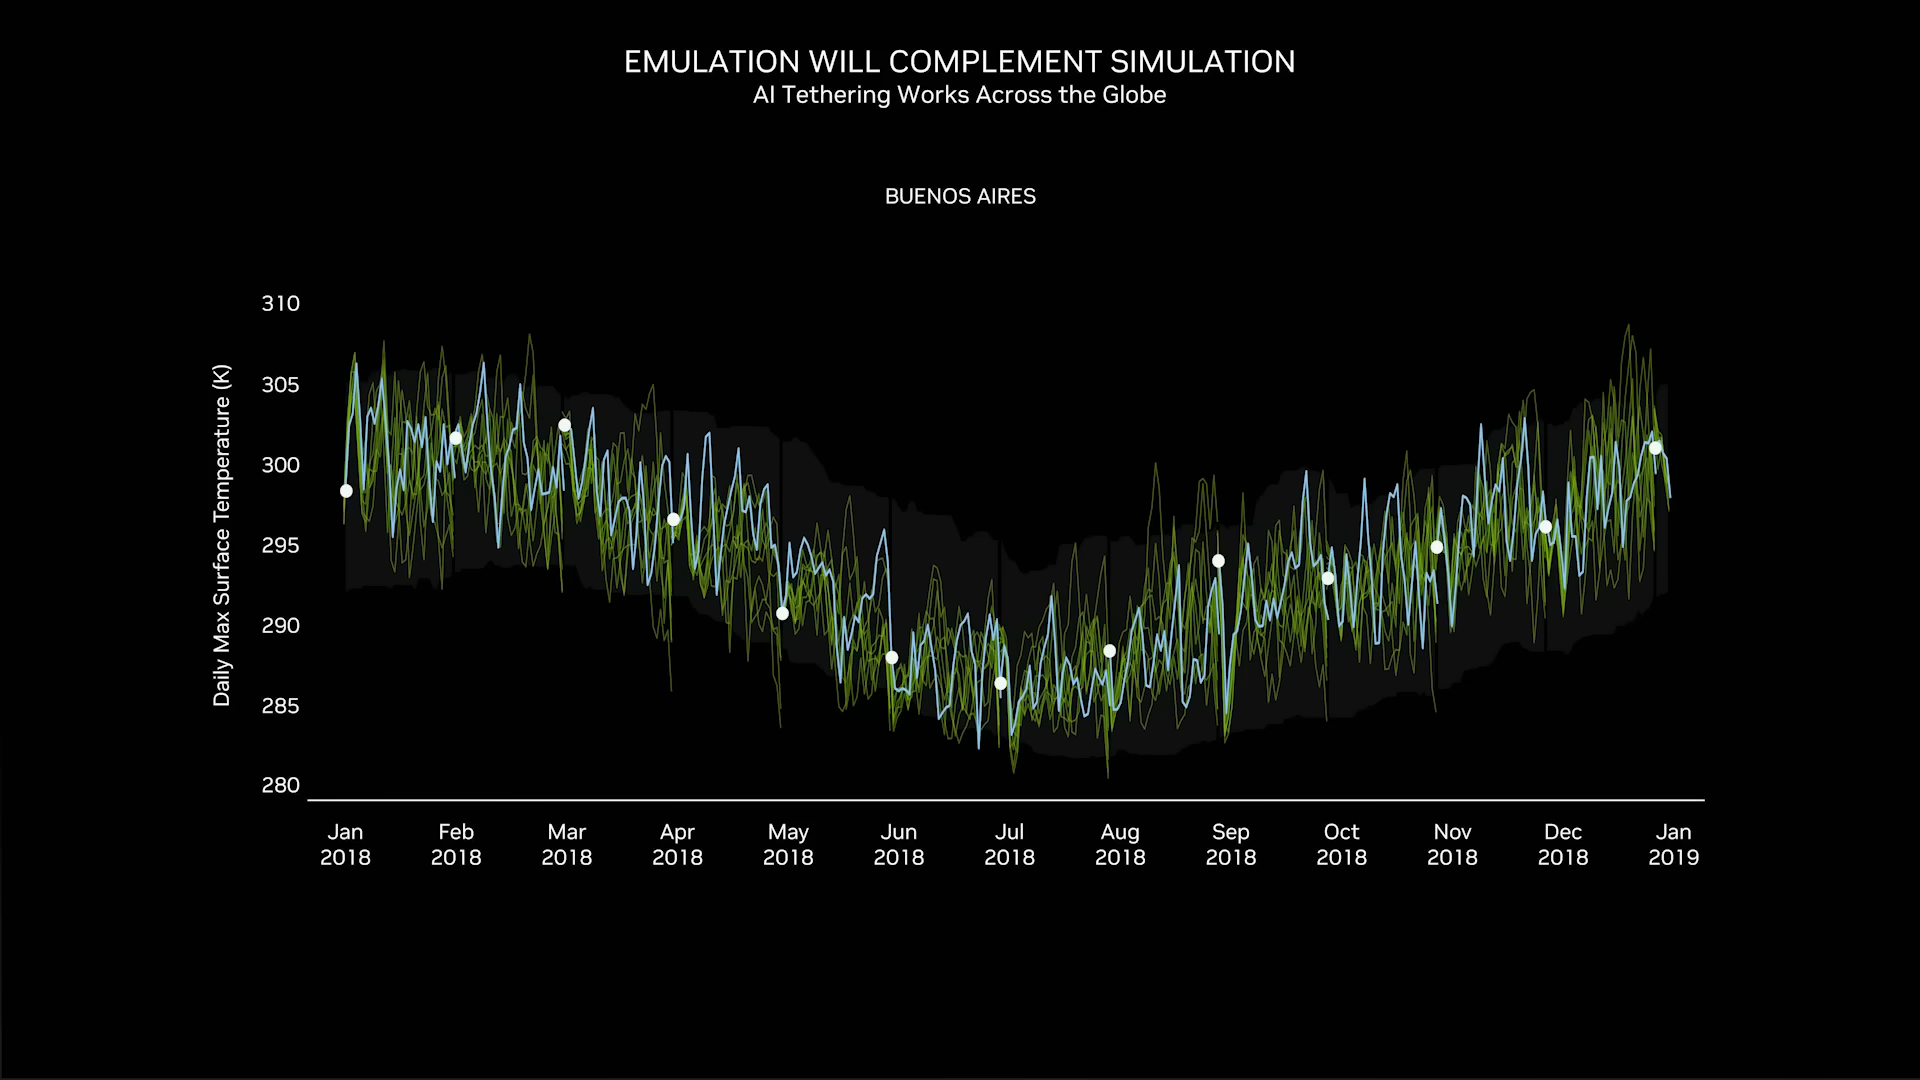 EMULATION WILL COMPLEMENT SIMULATION
AI Tethering Works Across the Globe
BUENOS AIRES
Daily Max Surface Temperature (K)
310
305
300
295
290
285
280
Jan Feb Mar Apr May Jun Jul Aug Sep Oct Nov Dec Jan
2018 2018 2018 2018 2018 2018 2018 2018 2018 2018 2018 2018 2019